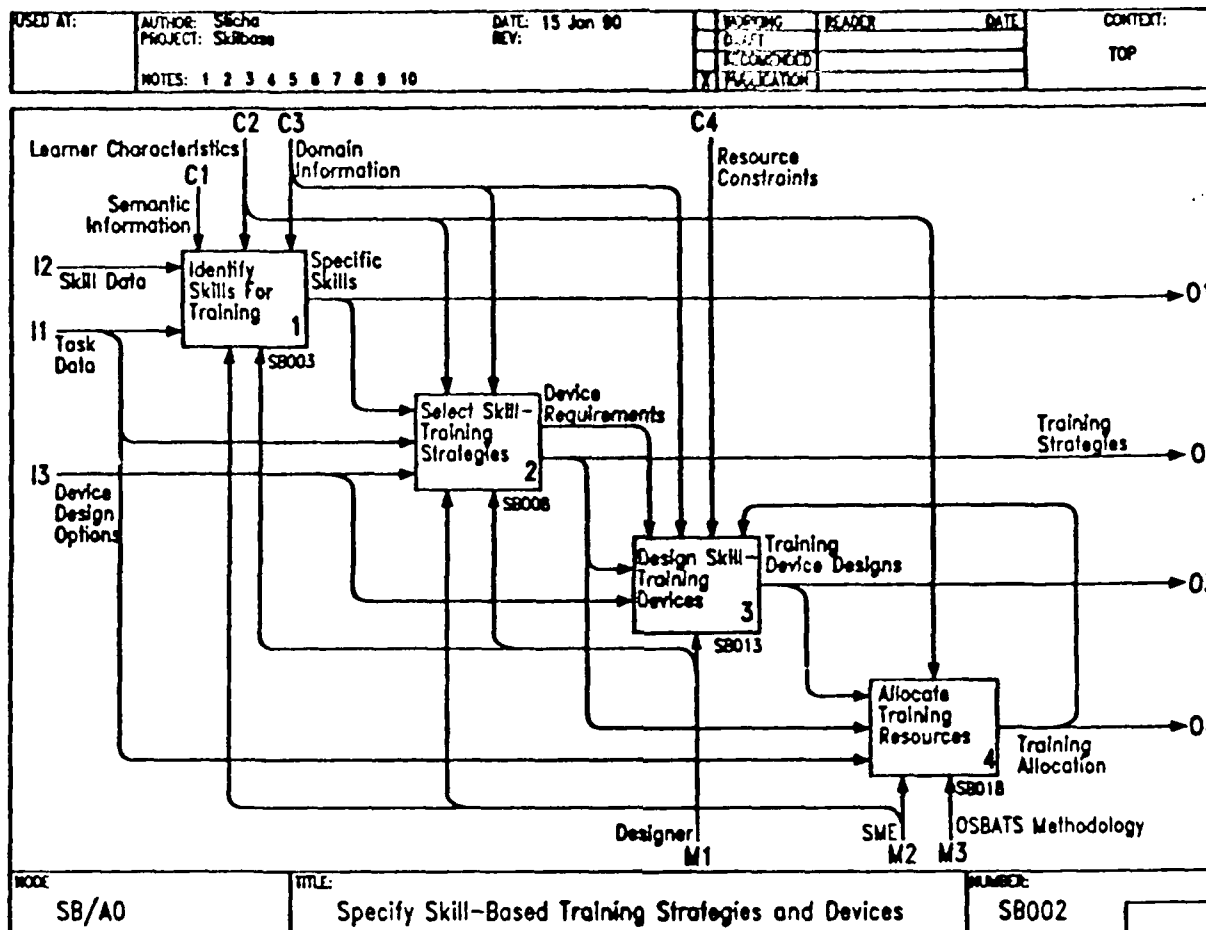 USED AT:
AUTHOR: Slicha
PROJECT: Skillbase
DATE: 15 Jan 90
REV:
NOTES: 1 2 3 4 5 6 7 8 9 10
WORKING
DRAFT
RECOMMENDED
X PUBLICATION
READER DATE
CONTEXT:
TOP
C2 C3 C4
Learner Characteristics
Domain
Information
Resource
Constraints
C1
Semantic
Information
I2
Skill Data
Identify
Skills For
Training
1
SB003
Specific
Skills
O1
I1
Task
Data
Select Skill-
Training
Strategies
2
SB006
Device
Requirements
Training
Strategies
O
I3
Device
Design
Options
Design Skill-
Training
Devices
3
SB013
Training
Device Designs
O
Allocate
Training
Resources
4
SB018
Training
Allocation
O
Designer
M1
SME
M2
OSBATS Methodology
M3
NODE
SB/A0
TITLE:
Specify Skill-Based Training Strategies and Devices
NUMBER:
SB002